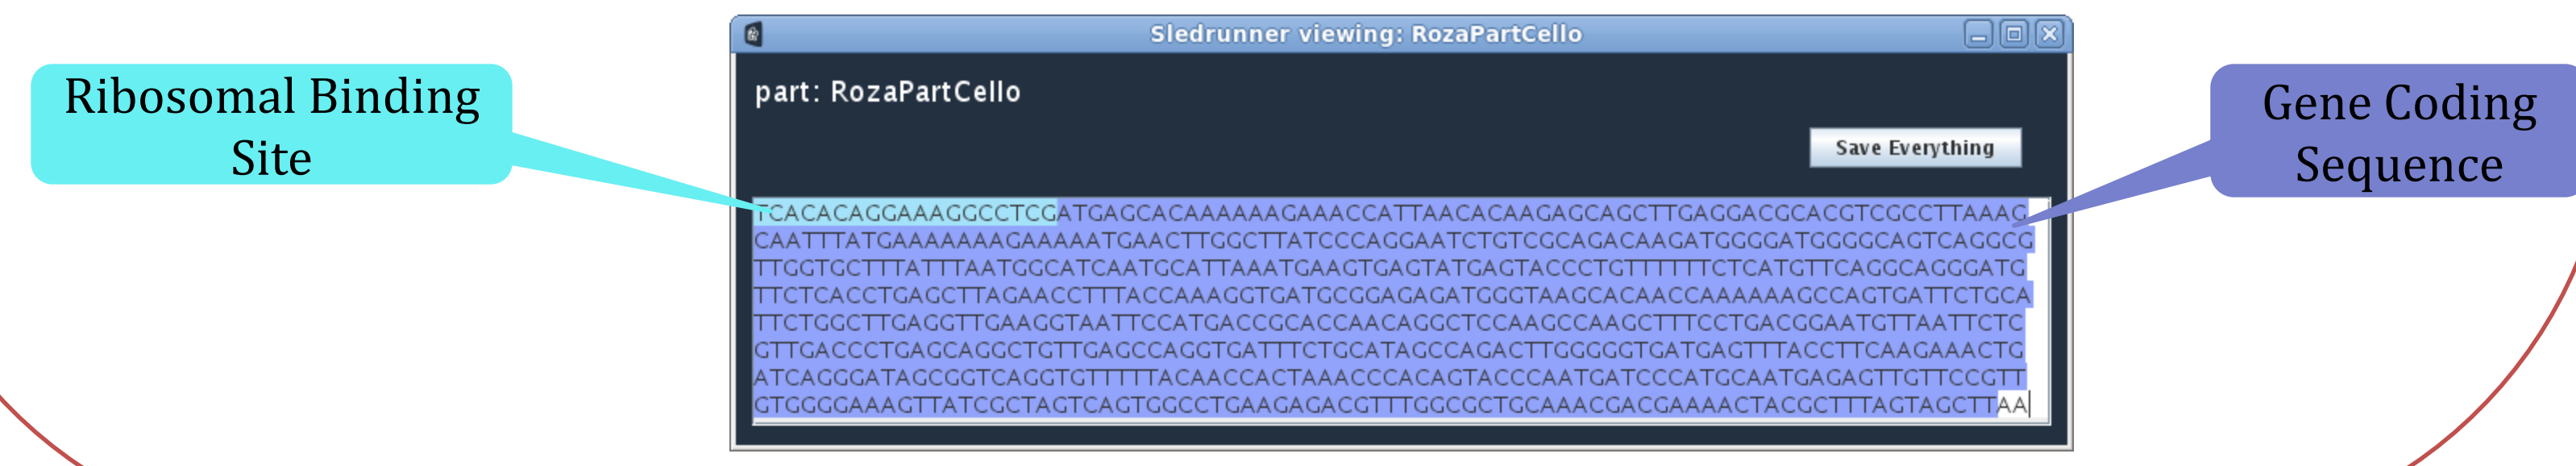 Ribosomal Binding
Site
Sledrunner viewing: RozaPartCello
part: RozaPartCello
Save Everything
Gene Coding
Sequence
TCACACAGGAAAGGCCTCGATGAGCACAAAAAAGAAACCATTAACACAAGAGCAGCTTGAGGACGCACGTCGCCTTAAAG
CAATTTATGAAAAAAAGAAAAATGAACTTGGCTTATCCCAGGAATCTGTCGCAGACAAGATGGGGATGGGGCAGTCAGGCG
TTGGTGCTTTATTTAATGGCATCAATGCATTAAATGAAGTGAGTATGAGTACCCTGTTTTTTCTCATGTTCAGGCAGGGATG
TTCTCACCTGAGCTTAGAACCTTTACCAAAGGTGATGCGGAGAGATGGGTAAGCACAACCAAAAAAGCCAGTGATTCTGCA
TTCTGGCTTGAGGTTGAAGGTAATTCCATGACCGCACCAACAGGCTCCAAGCCAAGCTTTCCTGACGGAATGTTAATTCTC
GTTGACCCTGAGCAGGCTGTTGAGCCAGGTGATTTCTGCATAGCCAGACTTGGGGGTGATGAGTTTACCTTCAAGAAACTG
ATCAGGGATAGCGGTCAGGTGTTTTTACAACCACTAAACCCACAGTACCCAATGATCCCATGCAATGAGAGTTGTTCCGTT
GTGGGGAAAGTTATCGCTAGTCAGTGGCCTGAAGAGACGTTTGGCGCTGCAAACGACGAAAACTACGCTTTAGTAGCTTAA